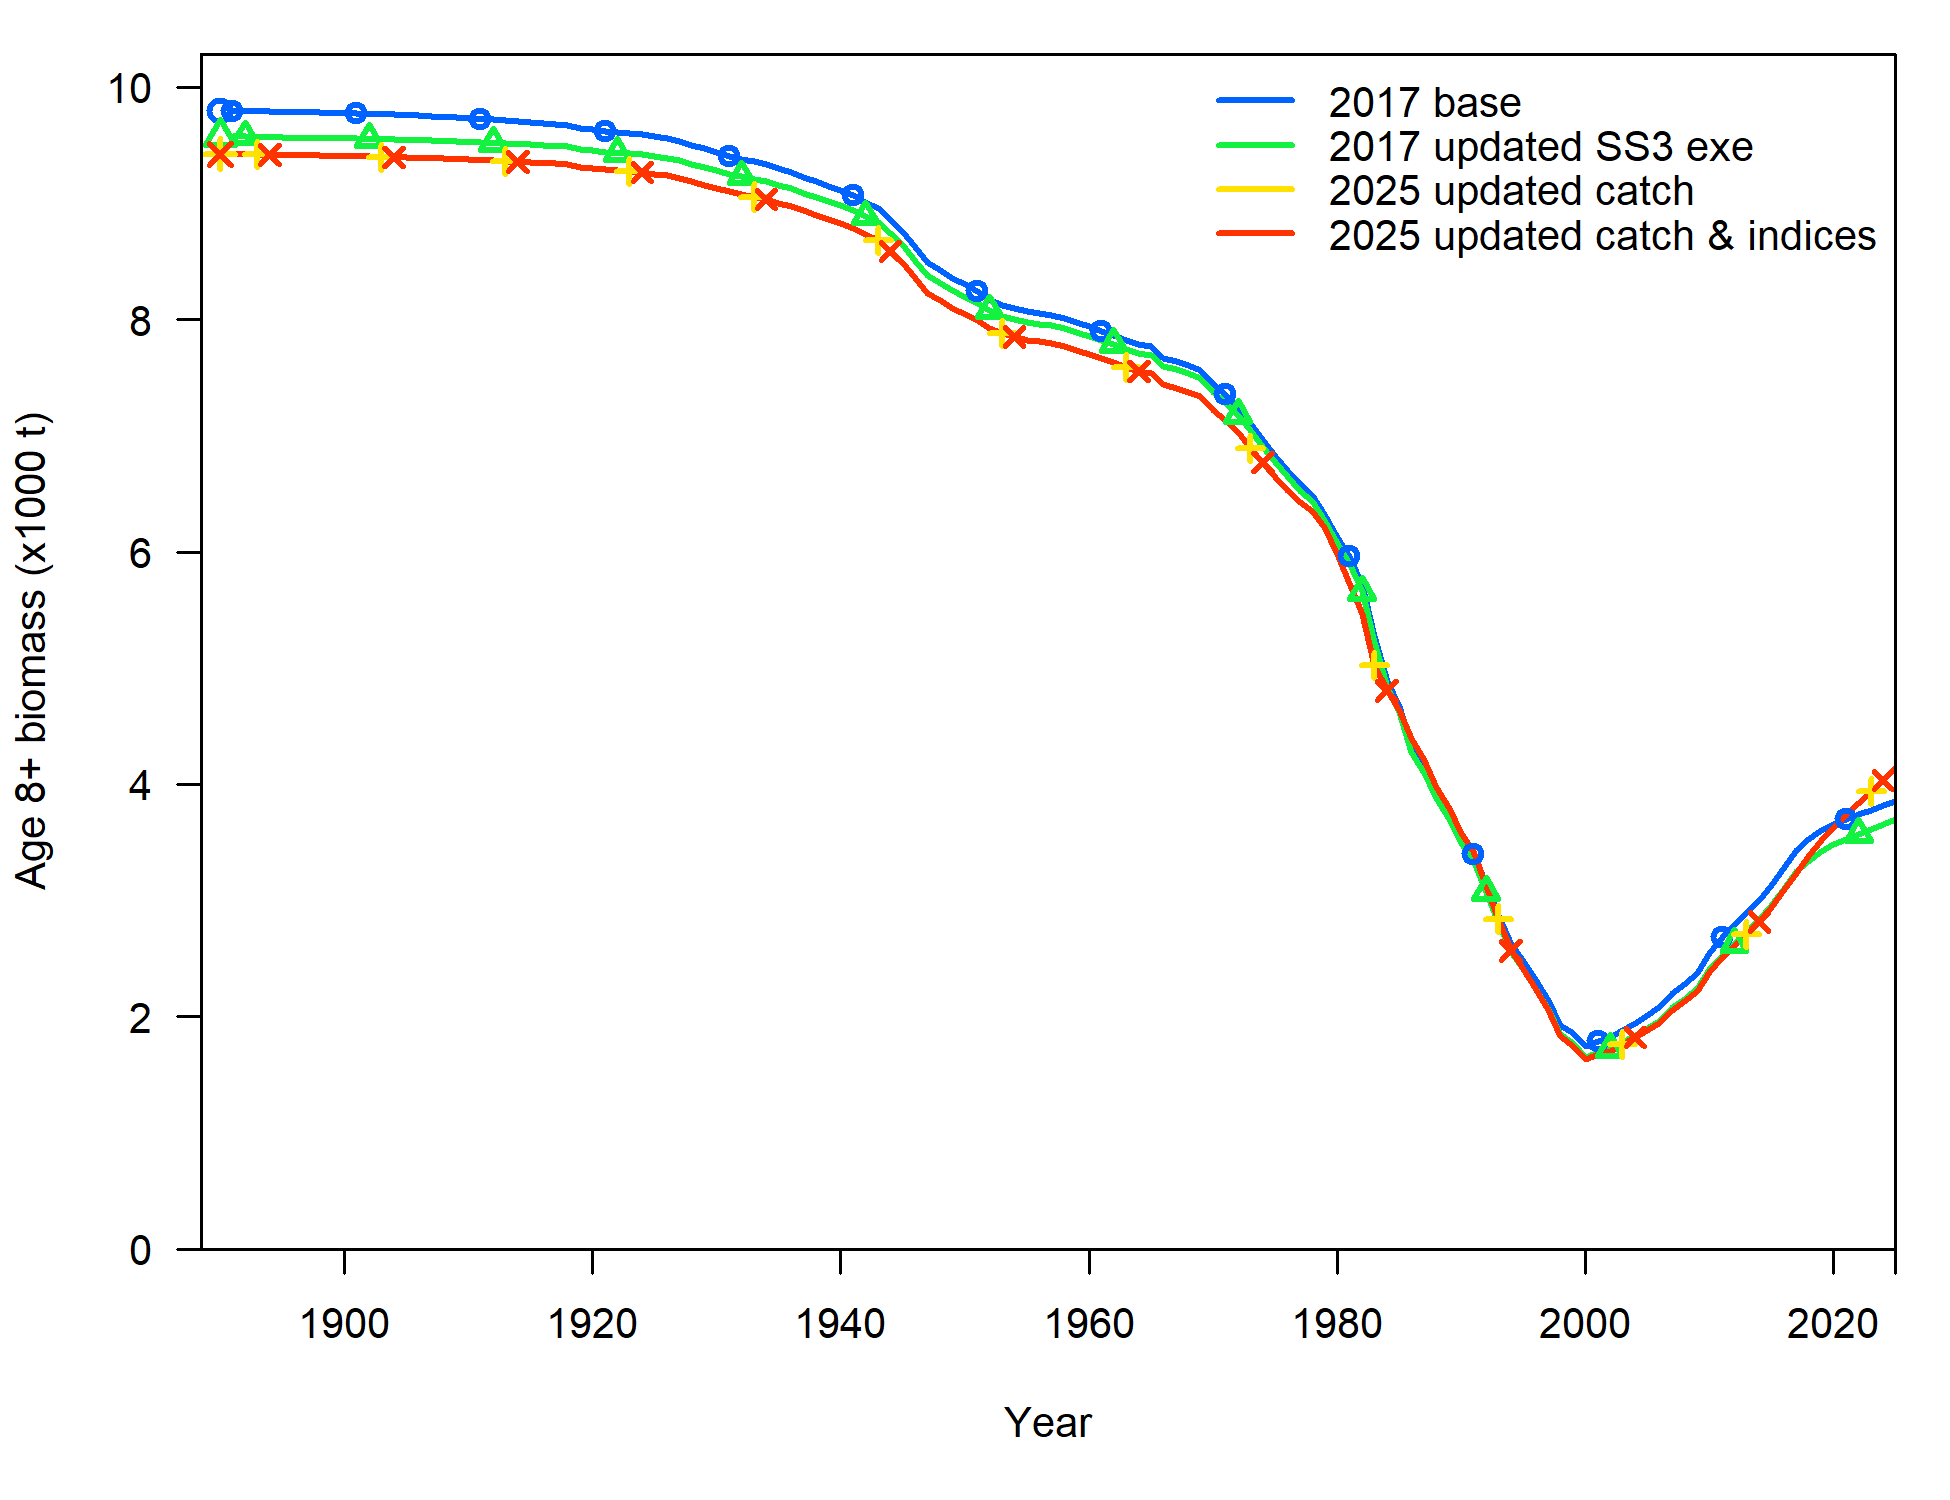 10
8
6
4
2
0
Age 8+ biomass (x1000 t)
2017 base
2017 updated SS3 exe
2025 updated catch
2025 updated catch & indices
1900 1920 1940 1960 1980 2000 2020
Year